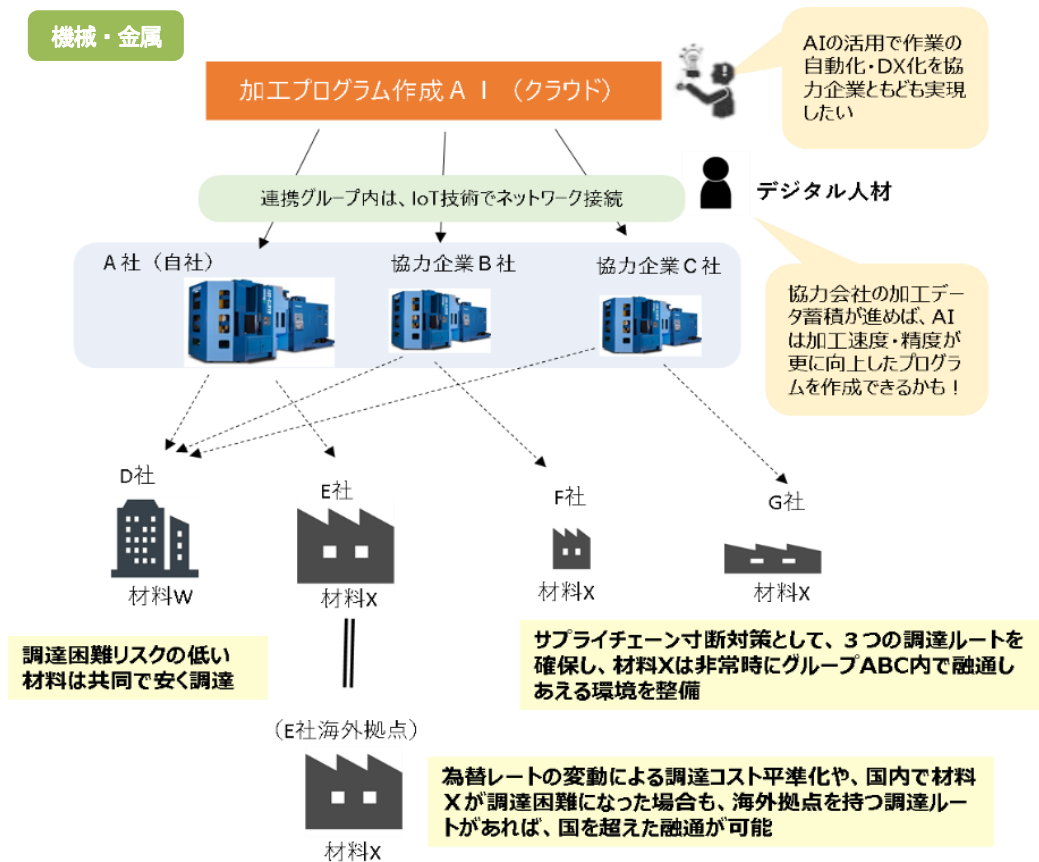 機械・金属
加工プログラム作成ＡＩ（クラウド）
AIの活用で作業の
自動化・DX化を協
力企業ともども実現
したい
連携グループ内は、IoT技術でネットワーク接続
デジタル人材
A社（自社）
協力企業B社
協力企業C社
協力会社の加工デー
タ蓄積が進めば、AI
は加工速度・精度が
更に向上したプログラ
ムを作成できるかも！
D社
E社
F社
G社
材料W
材料X
材料X
材料X
調達困難リスクの低い
材料は共同で安く調達
サプライチェーン寸断対策として、３つの調達ルートを
確保し、材料Xは非常時にグループABC内で融通し
あえる環境を整備
（E社海外拠点）
材料X
為替レートの変動による調達コスト平準化や、国内で材料
Ｘが調達困難になった場合も、海外拠点を持つ調達ルー
トがあれば、国を超えた融通が可能